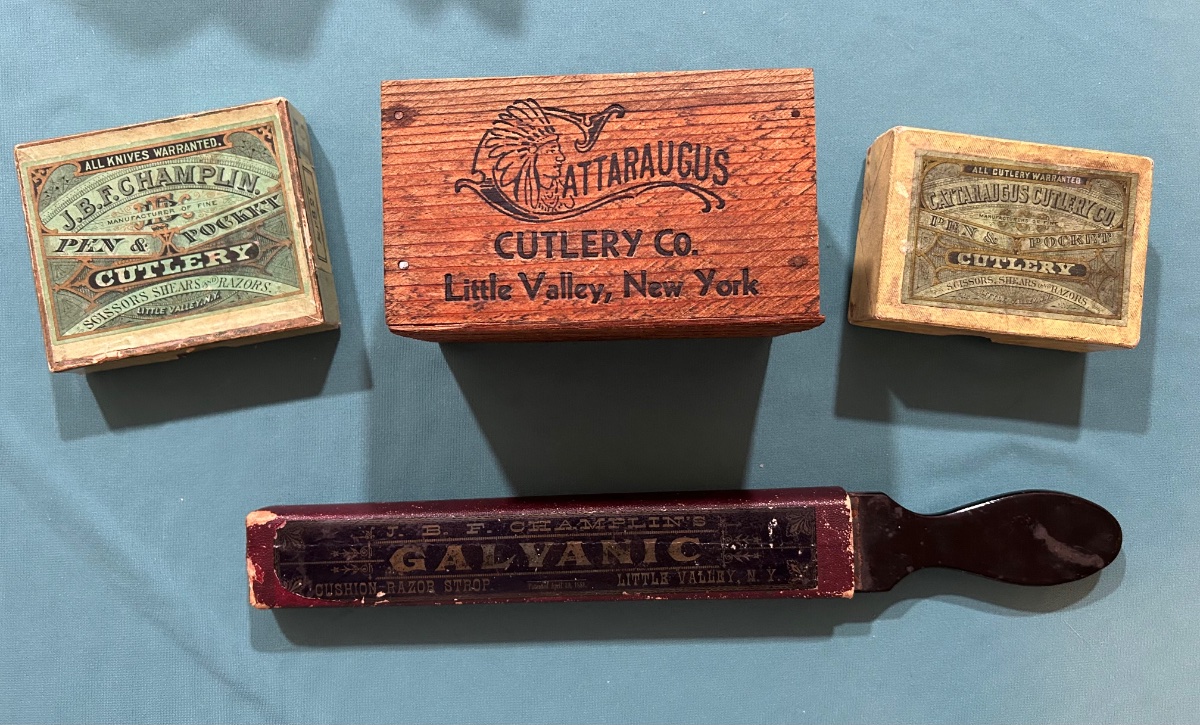 ALL KNIVES WARRANTED.
J.B.F. CHAMPLIN.
MANUFACTURER OF FINE
PEN & POCKET
CUTLERY
SCISSORS, SHEARS AND RAZORS.
LITTLE VALLEY, N.Y.
CATTARAUGUS
CUTLERY Co.
Little Valley, New York
ALL CUTLERY WARRANTED
CATTARAUGUS CUTLERY CO.
PEN & POCKET
CUTLERY
SCISSORS, SHEARS AND RAZORS.
LITTLE VALLEY, N.Y.
J. B. F. CHAMPLIN'S
GALVANIC
CUSHION RAZOR STROP.
LITTLE VALLEY, N. Y.